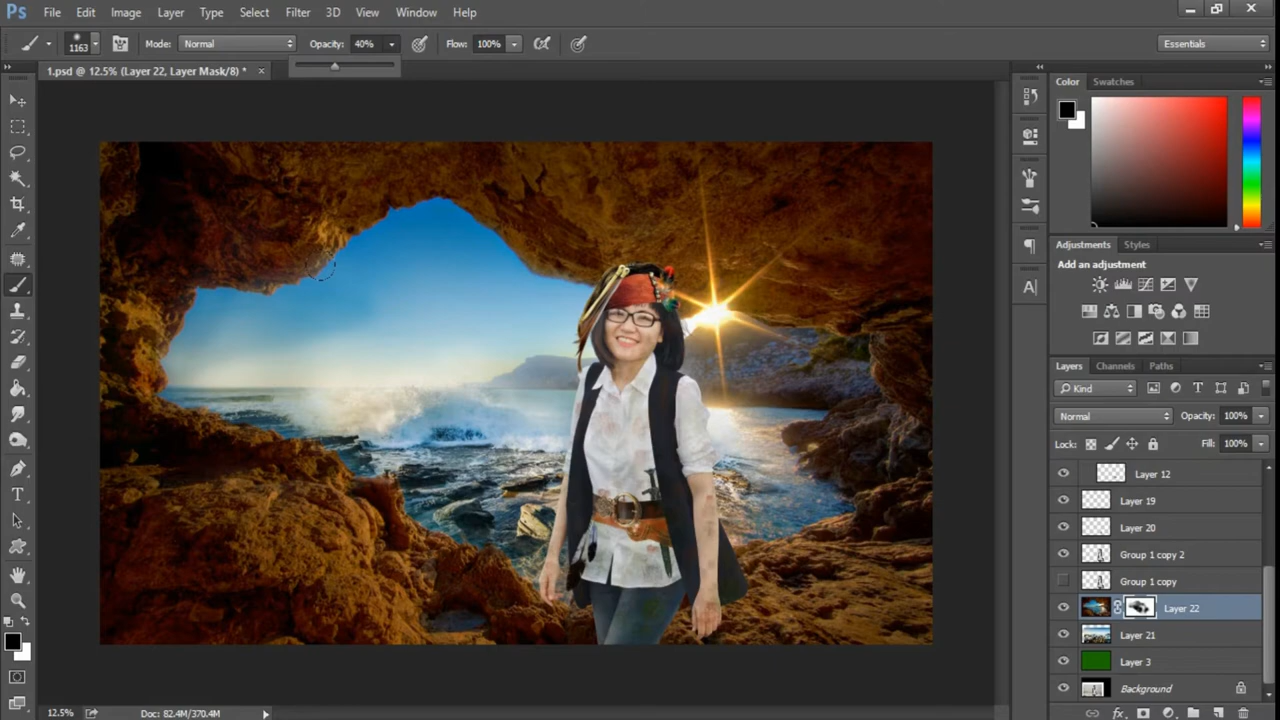 Ps File Edit Image Layer Type Select Filter 3D View Window Help
1163 Mode: Normal Opacity: 40% Flow: 100% Essentials
1.psd @ 12.5% (Layer 22, Layer Mask/8) *
Color Swatches
Adjustments Styles
Add an adjustment
Layers Channels Paths
Kind
Normal Opacity: 100%
Lock: Fill: 100%
Layer 12
Layer 19
Layer 20
Group 1 copy 2
Group 1 copy
Layer 22
Layer 21
Layer 3
Background
12.5% Doc: 82.4M/370.4M